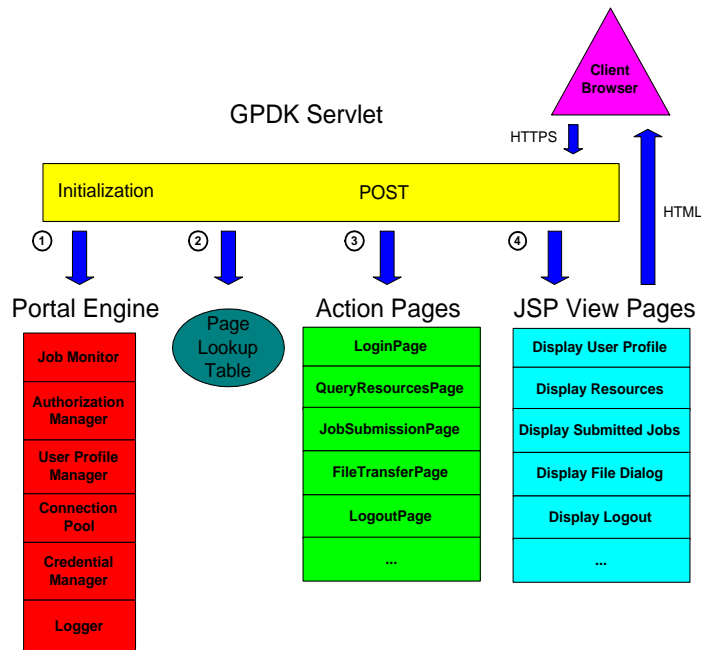 Client
Browser
GPDK Servlet
HTTPS
Initialization
POST
HTML
1
2
3
4
Portal Engine
Job Monitor
Authorization
Manager
User Profile
Manager
Connection
Pool
Credential
Manager
Logger
Page
Lookup
Table
Action Pages
LoginPage
QueryResourcesPage
JobSubmissionPage
FileTransferPage
LogoutPage
...
JSP View Pages
Display User Profile
Display Resources
Display Submitted Jobs
Display File Dialog
Display Logout
...